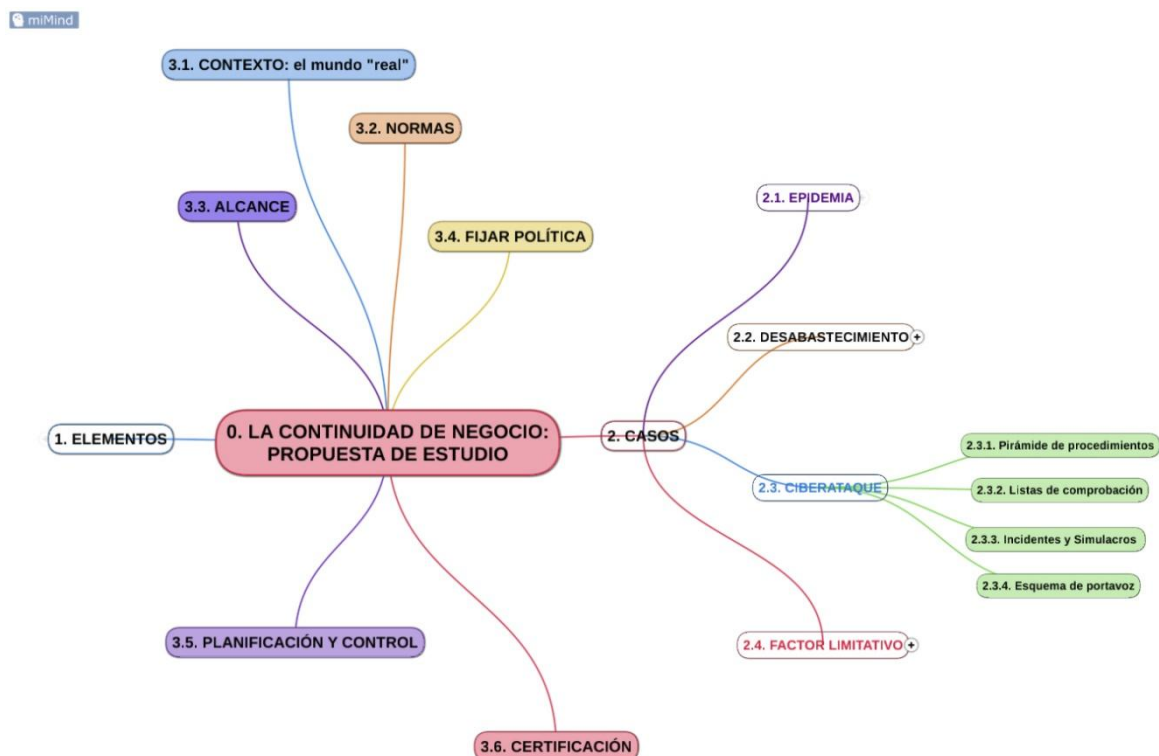 miMind
3.1. CONTEXTO: el mundo "real"
3.2. NORMAS
3.3. ALCANCE
3.4. FIJAR POLÍTICA
2.1. EPIDEMIA
2.2. DESABASTECIMIENTO
0. LA CONTINUIDAD DE NEGOCIO:
PROPUESTA DE ESTUDIO
1. ELEMENTOS
2. CASOS
2.3. CIBERATAQUE
2.3.1. Pirámide de procedimientos
2.3.2. Listas de comprobación
2.3.3. Incidentes y Simulacros
2.3.4. Esquema de portavoz
3.5. PLANIFICACIÓN Y CONTROL
2.4. FACTOR LIMITATIVO
3.6. CERTIFICACIÓN